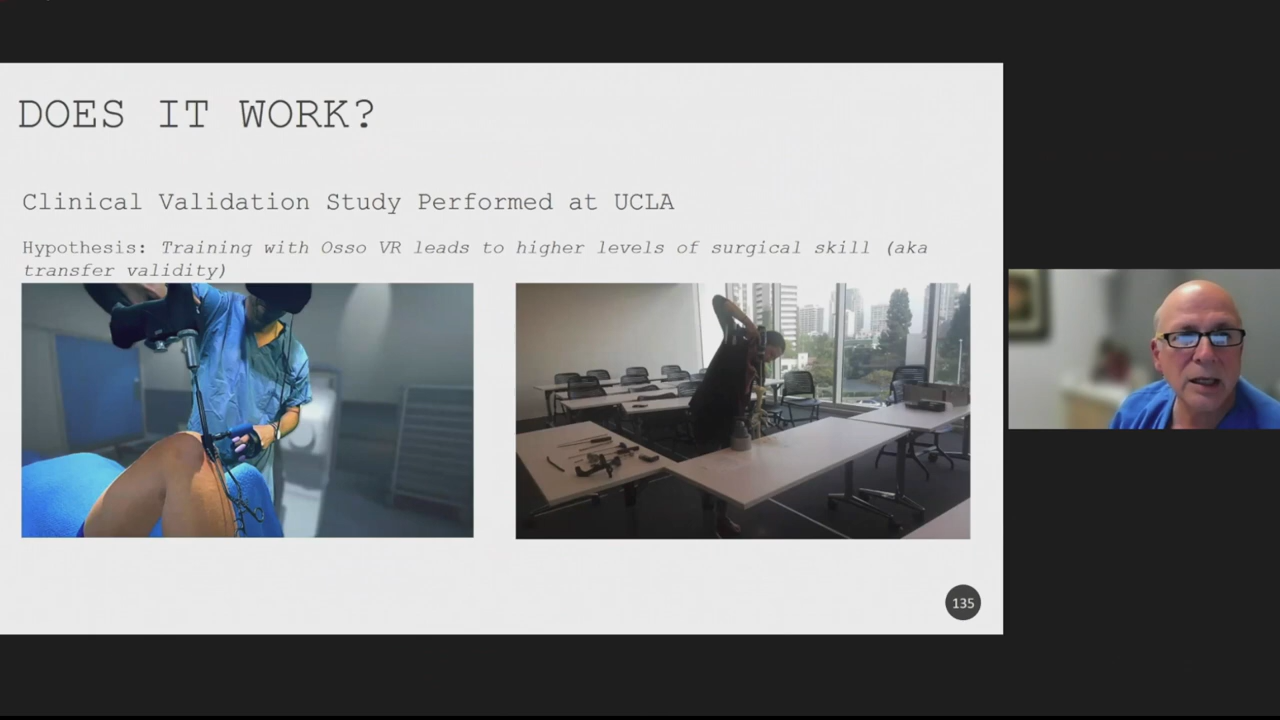 DOES IT WORK?
Clinical Validation Study Performed at UCLA
Hypothesis: Training with Osso VR leads to higher levels of surgical skill (aka
transfer validity)
135